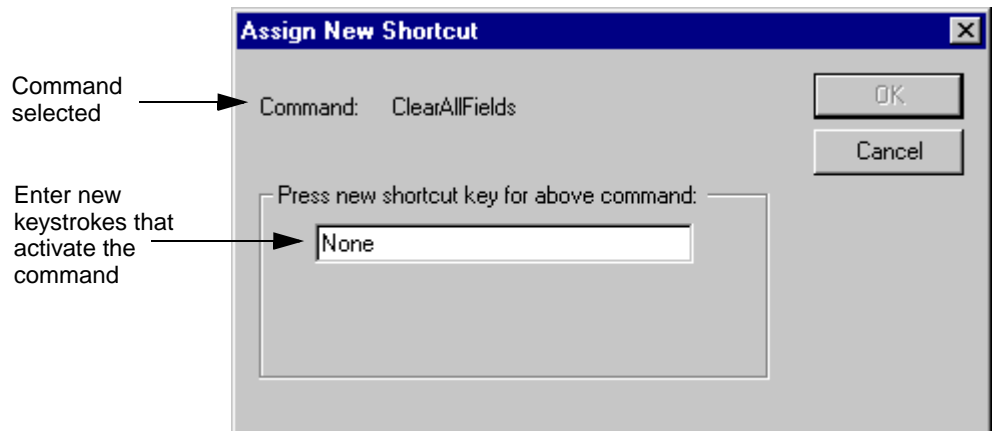 Assign New Shortcut
Command
selected
Command: ClearAllFields
OK
Cancel
Enter new
keystrokes that
activate the
command
Press new shortcut key for above command:
None